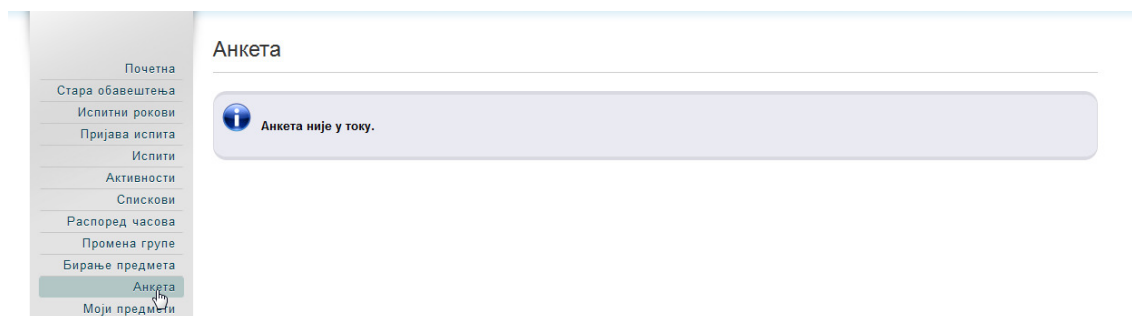 Почетна
Стара обавештења
Испитни рокови
Пријава испита
Испити
Активности
Спискови
Распоред часова
Промена групе
Бирање предмета
Анкета
Моји предмети
Анкета
Анкета није у току.